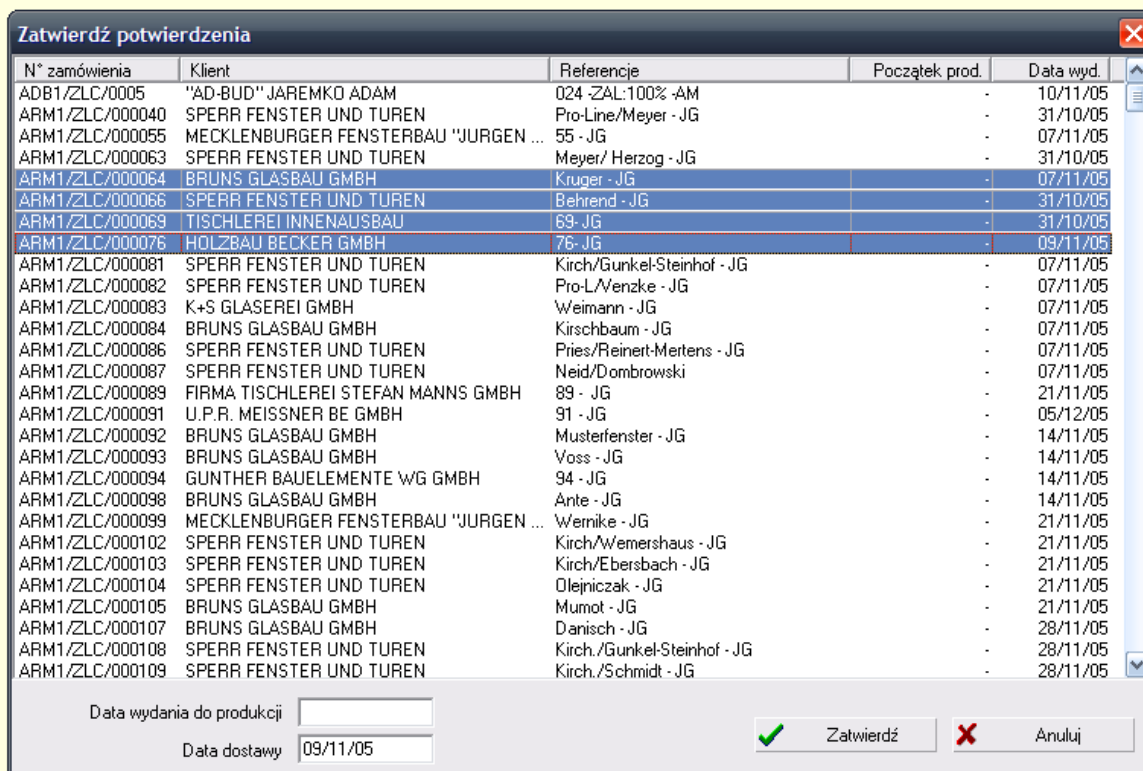 Zatwierdź potwierdzenia
N° zamówienia Klient Referencje Początek prod. Data wyd.
ADB1/ZLC/0005 "AD-BUD" JAREMKO ADAM 024 -ZAL:100% -AM - 10/11/05
ARM1/ZLC/000040 SPERR FENSTER UND TUREN Pro-Line/Meyer - JG - 31/10/05
ARM1/ZLC/000055 MECKLENBURGER FENSTERBAU "JURGEN ... 55 - JG - 07/11/05
ARM1/ZLC/000063 SPERR FENSTER UND TUREN Meyer/ Herzog - JG - 31/10/05
ARM1/ZLC/000064 BRUNS GLASBAU GMBH Kruger - JG - 07/11/05
ARM1/ZLC/000066 SPERR FENSTER UND TUREN Behrend - JG - 31/10/05
ARM1/ZLC/000069 TISCHLEREI INNENAUSBAU 69- JG - 31/10/05
ARM1/ZLC/000076 HOLZBAU BECKER GMBH 76- JG - 09/11/05
ARM1/ZLC/000081 SPERR FENSTER UND TUREN Kirch/Gunkel-Steinhof - JG - 07/11/05
ARM1/ZLC/000082 SPERR FENSTER UND TUREN Pro-L/Venzke - JG - 07/11/05
ARM1/ZLC/000083 K+S GLASEREI GMBH Weimann - JG - 07/11/05
ARM1/ZLC/000084 BRUNS GLASBAU GMBH Kirschbaum - JG - 07/11/05
ARM1/ZLC/000086 SPERR FENSTER UND TUREN Pries/Reinert-Mertens - JG - 07/11/05
ARM1/ZLC/000087 SPERR FENSTER UND TUREN Neid/Dombrowski - 07/11/05
ARM1/ZLC/000089 FIRMA TISCHLEREI STEFAN MANNS GMBH 89 - JG - 21/11/05
ARM1/ZLC/000091 U.P.R. MEISSNER BE GMBH 91 - JG - 05/12/05
ARM1/ZLC/000092 BRUNS GLASBAU GMBH Musterfenster - JG - 14/11/05
ARM1/ZLC/000093 BRUNS GLASBAU GMBH Voss - JG - 14/11/05
ARM1/ZLC/000094 GUNTHER BAUELEMENTE WG GMBH 94 - JG - 14/11/05
ARM1/ZLC/000098 BRUNS GLASBAU GMBH Ante - JG - 14/11/05
ARM1/ZLC/000099 MECKLENBURGER FENSTERBAU "JURGEN ... Wernike - JG - 21/11/05
ARM1/ZLC/000102 SPERR FENSTER UND TUREN Kirch/Wemershaus - JG - 21/11/05
ARM1/ZLC/000103 SPERR FENSTER UND TUREN Kirch/Ebersbach - JG - 21/11/05
ARM1/ZLC/000104 SPERR FENSTER UND TUREN Olejniczak - JG - 21/11/05
ARM1/ZLC/000105 BRUNS GLASBAU GMBH Mumot - JG - 21/11/05
ARM1/ZLC/000107 BRUNS GLASBAU GMBH Danisch - JG - 28/11/05
ARM1/ZLC/000108 SPERR FENSTER UND TUREN Kirch./Gunkel-Steinhof - JG - 28/11/05
ARM1/ZLC/000109 SPERR FENSTER UND TUREN Kirch./Schmidt - JG - 28/11/05
Data wydania do produkcji
Data dostawy 09/11/05 Zatwierdź Anuluj